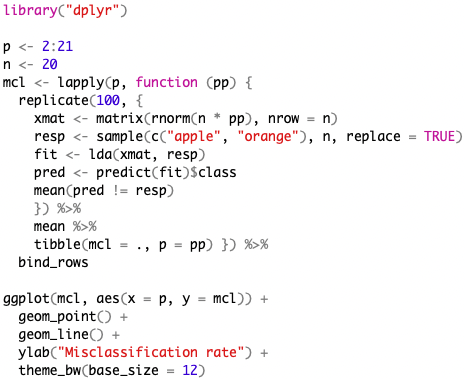 library("dplyr")

p <- 2:21
n <- 20
mcl <- lapply(p, function (pp) {
  replicate(100, {
    xmat <- matrix(rnorm(n * pp), nrow = n)
    resp <- sample(c("apple", "orange"), n, replace = TRUE)
    fit <- lda(xmat, resp)
    pred <- predict(fit)$class
    mean(pred != resp)
    }) %>%
    mean %>%
    tibble(mcl = ., p = pp) }) %>%
  bind_rows

ggplot(mcl, aes(x = p, y = mcl)) +
  geom_point() +
  geom_line() +
  ylab("Misclassification rate") +
  theme_bw(base_size = 12)